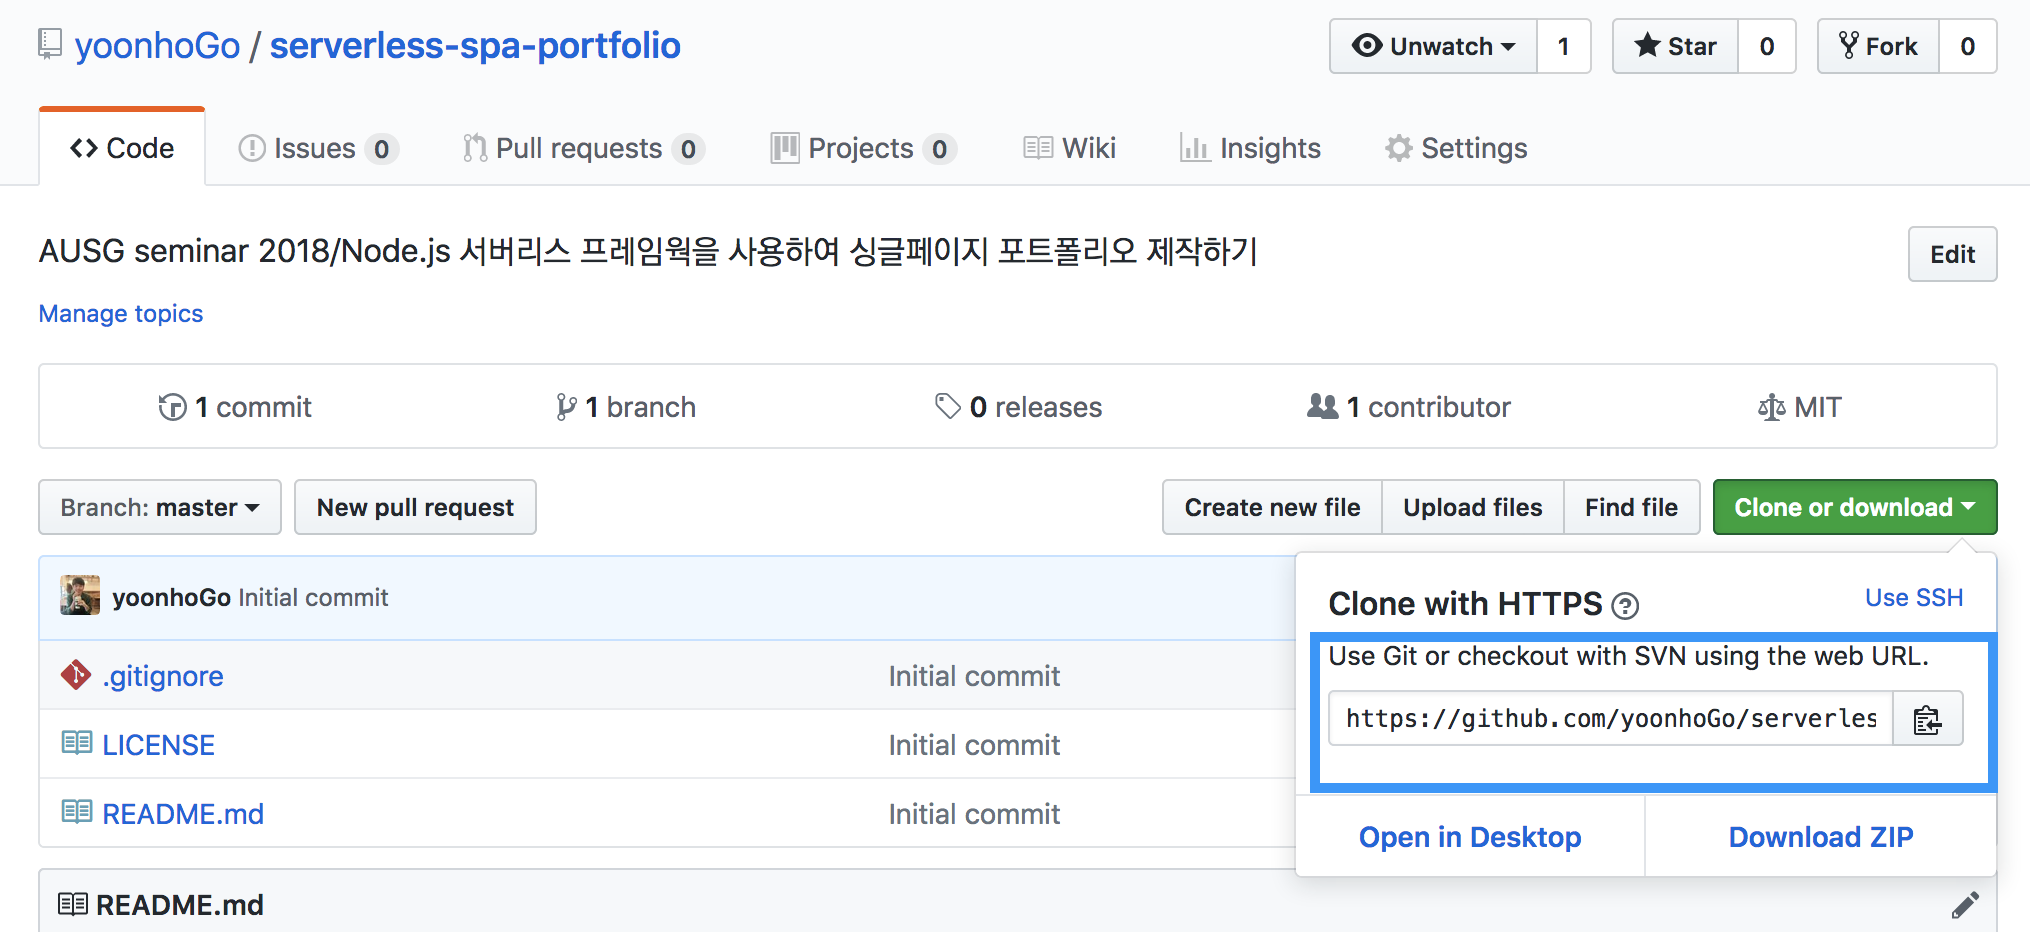 yoonhoGo / serverless-spa-portfolio
Unwatch 1 Star 0 Fork 0
Code Issues 0 Pull requests 0 Projects 0 Wiki Insights Settings
AUSG seminar 2018/Node.js 서버리스 프레임웍을 사용하여 싱글페이지 포트폴리오 제작하기
Edit
Manage topics
1 commit 1 branch 0 releases 1 contributor MIT
Branch: master New pull request Create new file Upload files Find file Clone or download
yoonhoGo Initial commit
.gitignore Initial commit
LICENSE Initial commit
README.md Initial commit
Clone with HTTPS ? Use SSH
Use Git or checkout with SVN using the web URL.
https://github.com/yoonhoGo/serverles
Open in Desktop Download ZIP
README.md